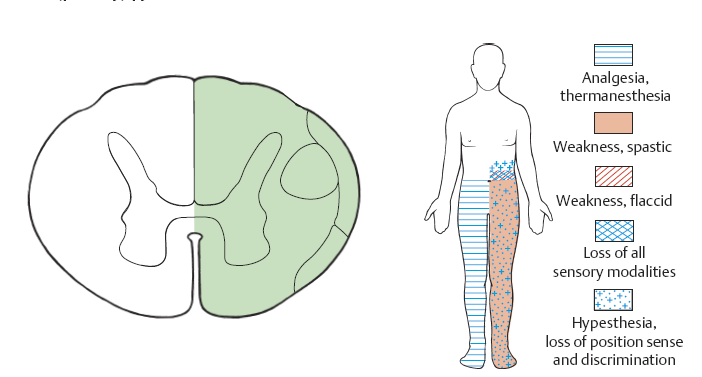 Analgesia,
thermanesthesia
Weakness, spastic
Weakness, flaccid
Loss of all
sensory modalities
Hypesthesia,
loss of position sense
and discrimination